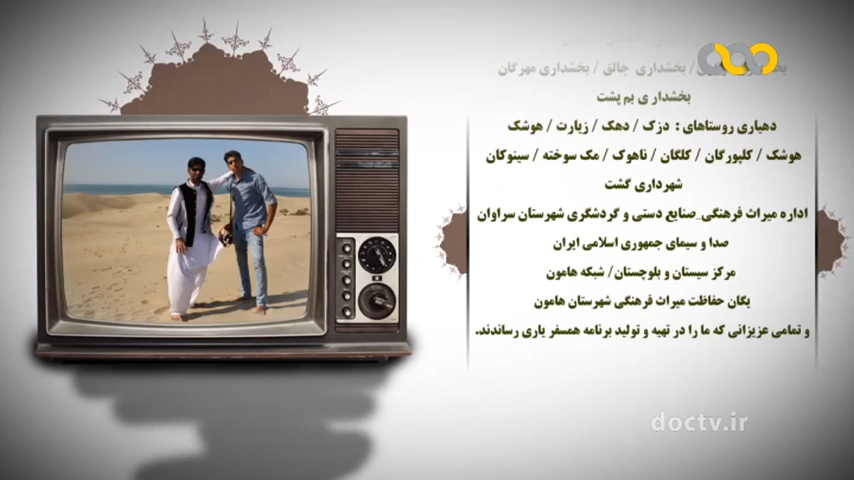 بخشداری جالق / بخشداری مهرگان
بخشداری بم پشت
دهیاری روستاهای : دزک / دهک / زیارت / هوشک
هوشک / کلپورگان / کلگان / ناهوک / مک سوخته / سینوکان
شهرداری گشت
اداره میراث فرهنگی_صنایع دستی و گردشگری شهرستان سراوان
صدا و سیمای جمهوری اسلامی ایران
مرکز سیستان و بلوچستان/ شبکه هامون
یگان حفاظت میراث فرهنگی شهرستان هامون
و تمامی عزیزانی که ما را در تهیه و تولید برنامه همسفر یاری رساندند.
doctv.ir